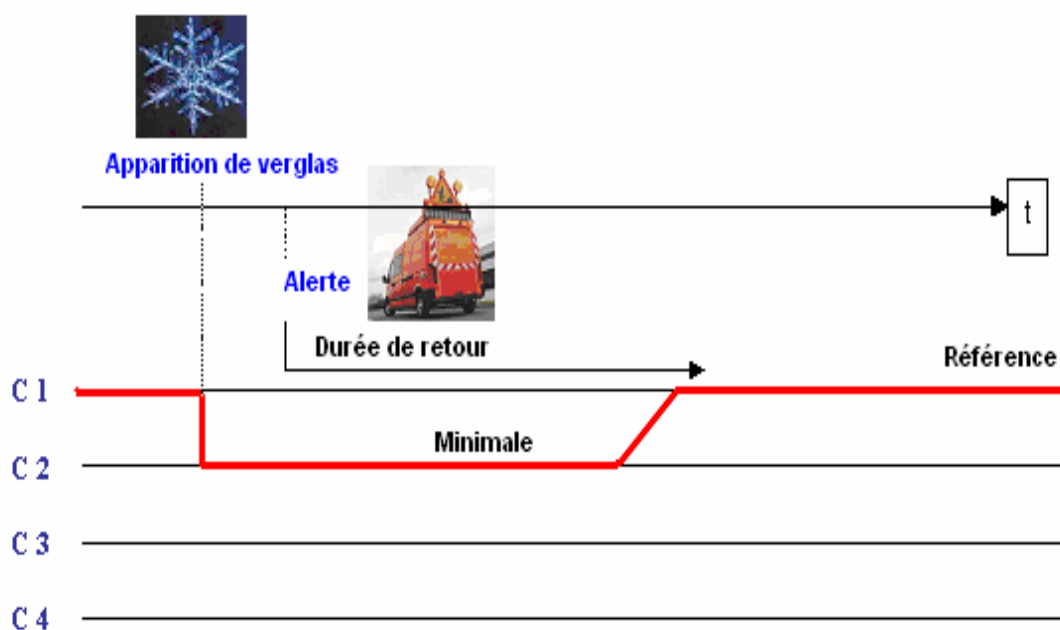 Apparition de verglas
t
Alerte
Durée de retour
Référence
C 1
Minimale
C 2
C 3
C 4